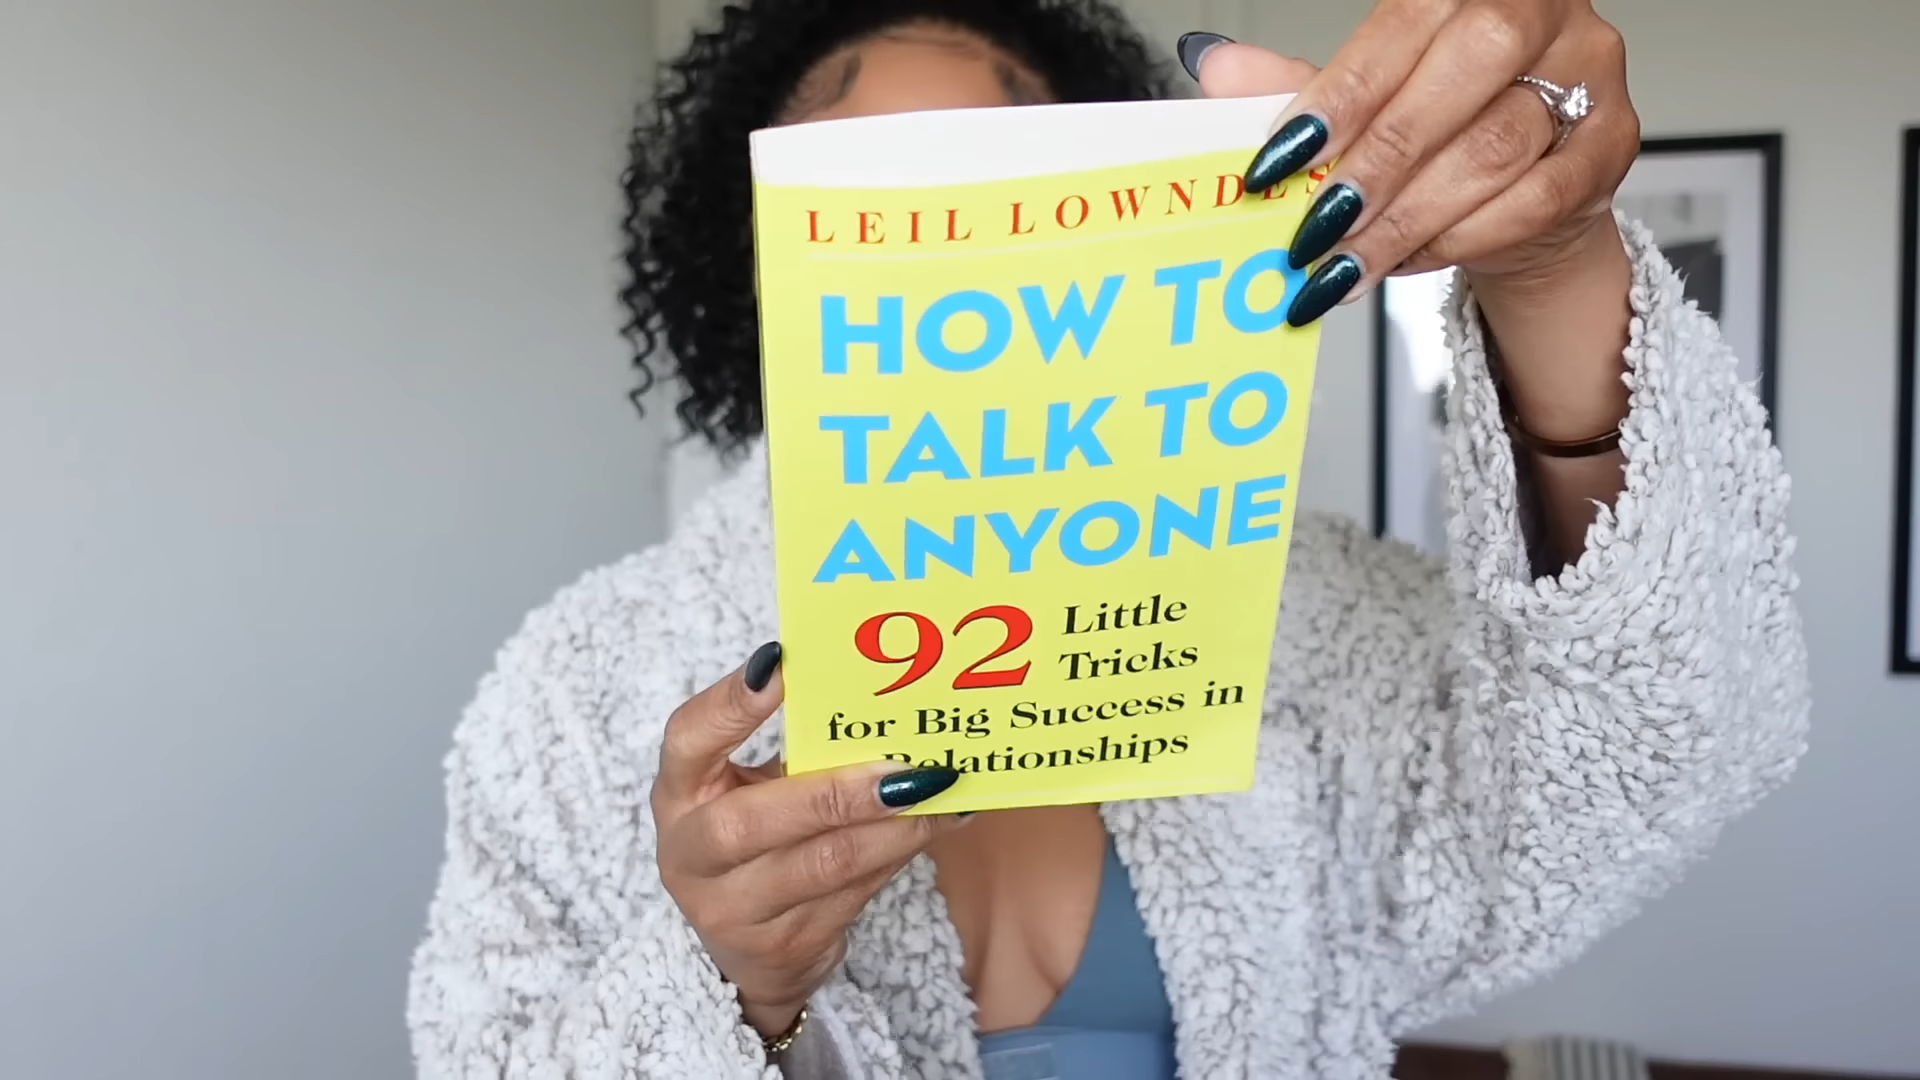 LEIL LOWNDES
HOW TO
TALK TO
ANYONE
92 Little
Tricks
for Big Success in
Relationships